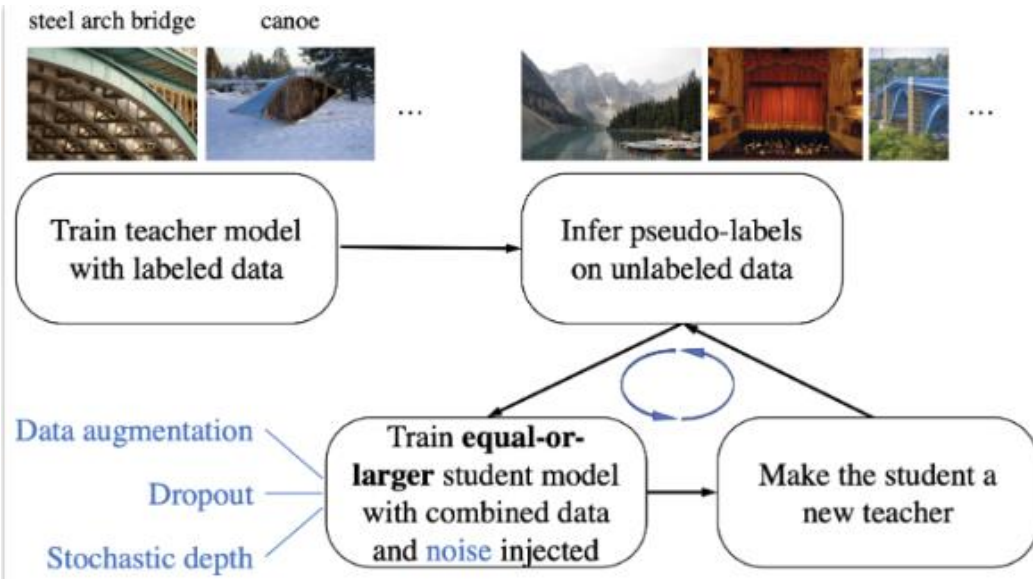 steel arch bridge
canoe
...
...
Train teacher model
with labeled data
Infer pseudo-labels
on unlabeled data
Data augmentation
Dropout
Stochastic depth
Train equal-or-
larger student model
with combined data
and noise injected
Make the student a
new teacher